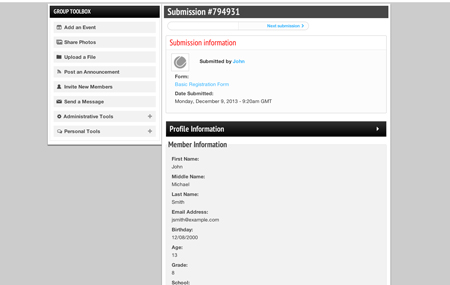 GROUP TOOLBOX
Add an Event
Share Photos
Upload a File
Post an Announcement
Invite New Members
Send a Message
Administrative Tools
Personal Tools
Submission #794931
Next submission
Submission information
Submitted by John
Form:
Basic Registration Form
Date Submitted:
Monday, December 9, 2013 - 9:20am GMT
Profile Information
Member Information
First Name:
John
Middle Name:
Michael
Last Name:
Smith
Email Address:
jsmith@example.com
Birthday:
12/08/2000
Age:
13
Grade:
8
School: